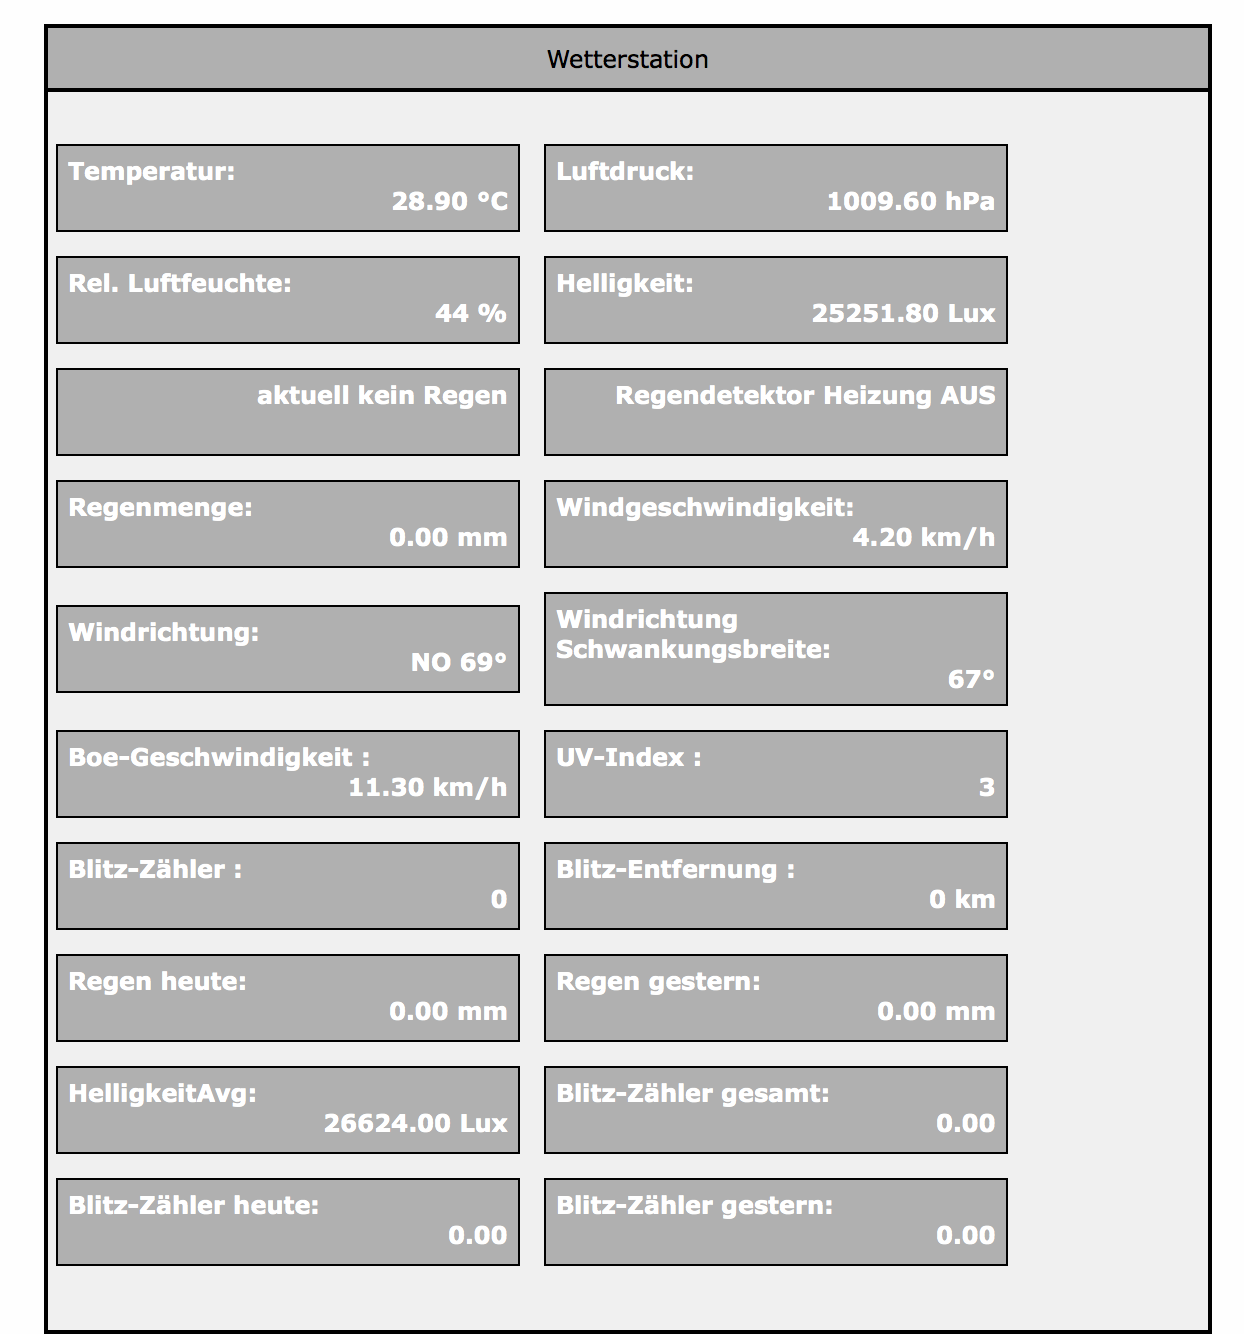 Wetterstation
Temperatur:
28.90 °C
Luftdruck:
1009.60 hPa
Rel. Luftfeuchte:
44 %
Helligkeit:
25251.80 Lux
aktuell kein Regen
Regendetektor Heizung AUS
Regenmenge:
0.00 mm
Windgeschwindigkeit:
4.20 km/h
Windrichtung:
NO 69°
Windrichtung
Schwankungsbreite:
67°
Boe-Geschwindigkeit :
11.30 km/h
UV-Index :
3
Blitz-Zähler :
0
Blitz-Entfernung :
0 km
Regen heute:
0.00 mm
Regen gestern:
0.00 mm
HelligkeitAvg:
26624.00 Lux
Blitz-Zähler gesamt:
0.00
Blitz-Zähler heute:
0.00
Blitz-Zähler gestern:
0.00